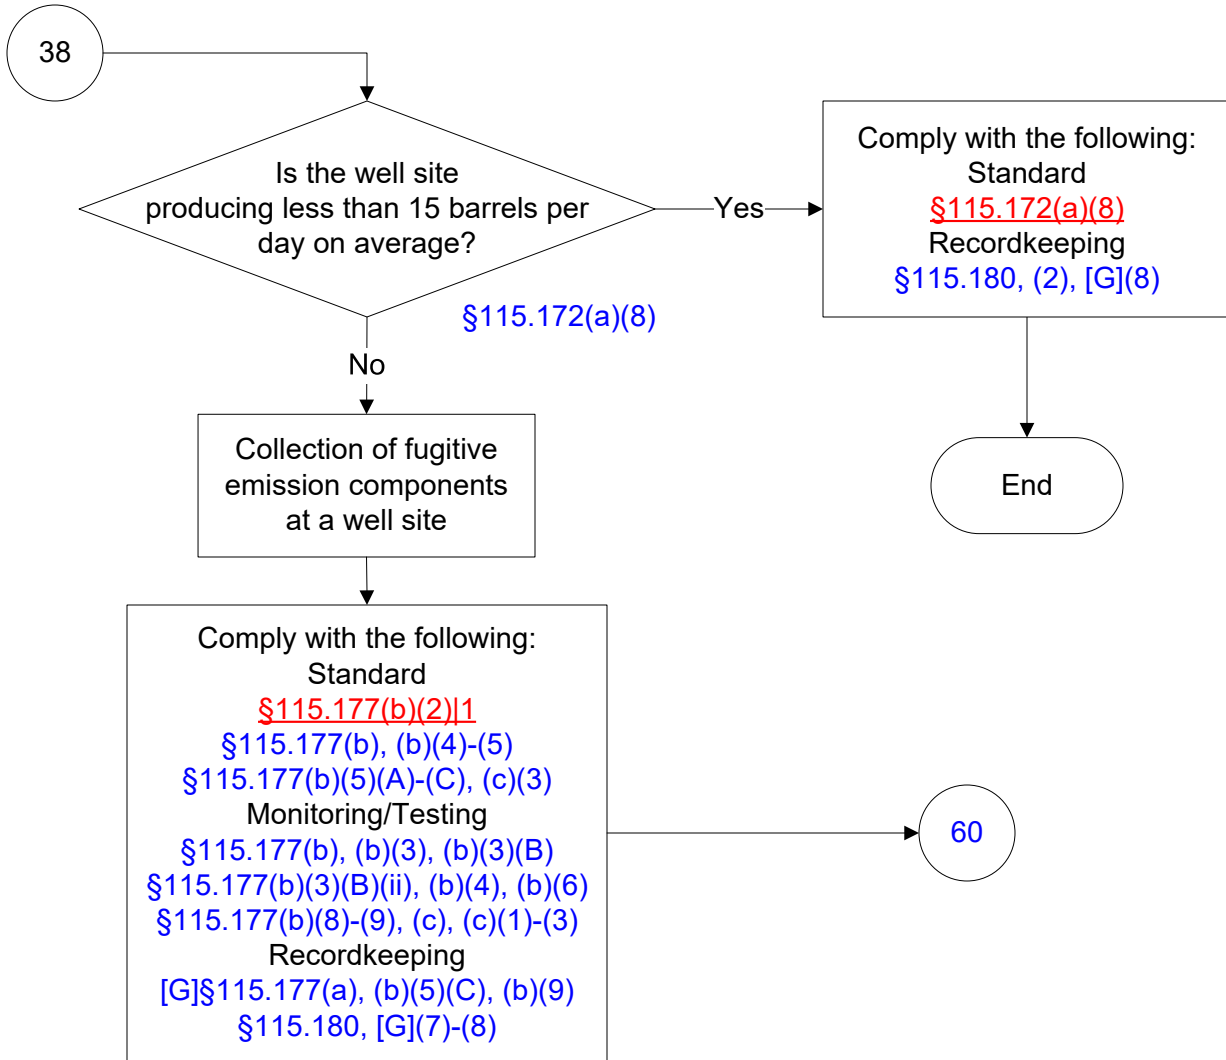 38
Is the well site
producing less than 15 barrels per
day on average?
§115.172(a)(8)
Yes
Comply with the following:
Standard
§115.172(a)(8)
Recordkeeping
§115.180, (2), [G](8)
End
No
Collection of fugitive
emission components
at a well site
Comply with the following:
Standard
§115.177(b)(2)|1
§115.177(b), (b)(4)-(5)
§115.177(b)(5)(A)-(C), (c)(3)
Monitoring/Testing
§115.177(b), (b)(3), (b)(3)(B)
§115.177(b)(3)(B)(ii), (b)(4), (b)(6)
§115.177(b)(8)-(9), (c), (c)(1)-(3)
Recordkeeping
[G]§115.177(a), (b)(5)(C), (b)(9)
§115.180, [G](7)-(8)
60